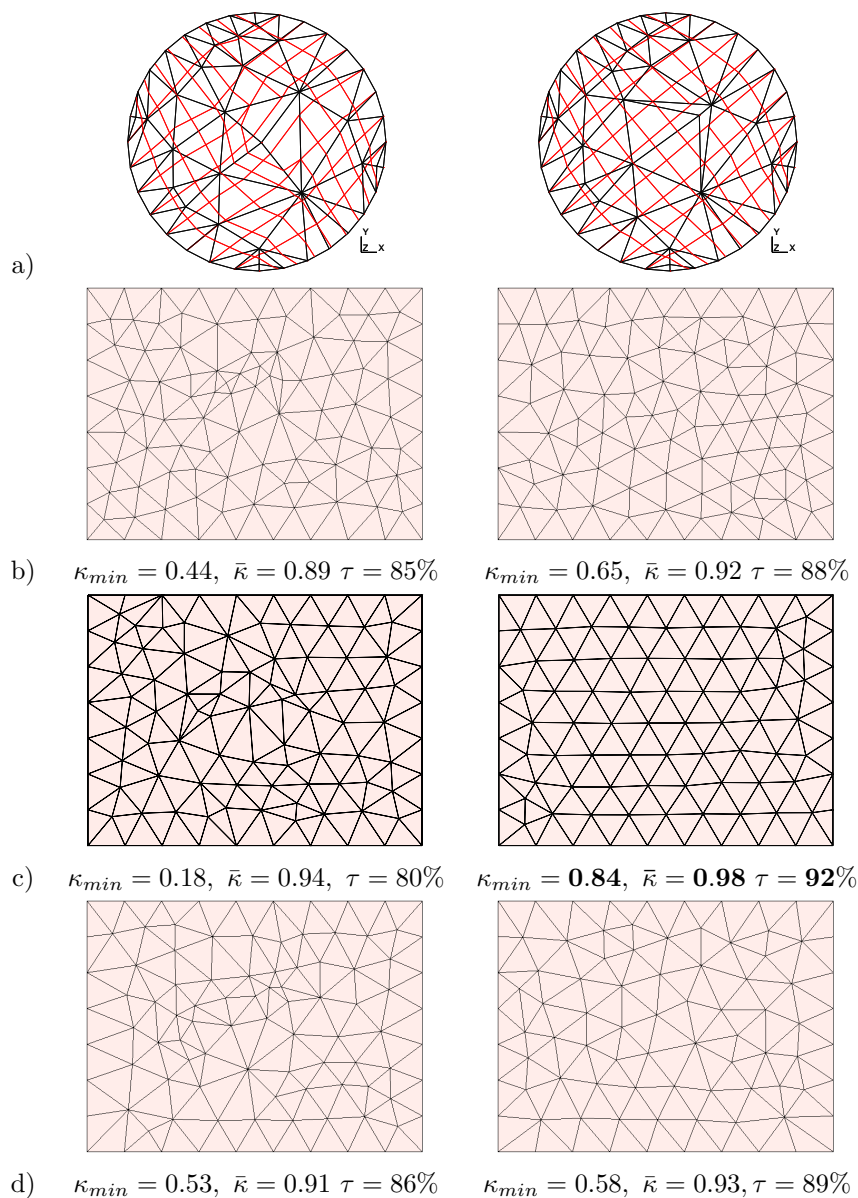 Y
Z X
Y
Z X
a)
b) κ_min = 0.44, κ̄ = 0.89 τ = 85% κ_min = 0.65, κ̄ = 0.92 τ = 88%
c) κ_min = 0.18, κ̄ = 0.94, τ = 80% κ_min = 0.84, κ̄ = 0.98 τ = 92%
d) κ_min = 0.53, κ̄ = 0.91 τ = 86% κ_min = 0.58, κ̄ = 0.93, τ = 89%